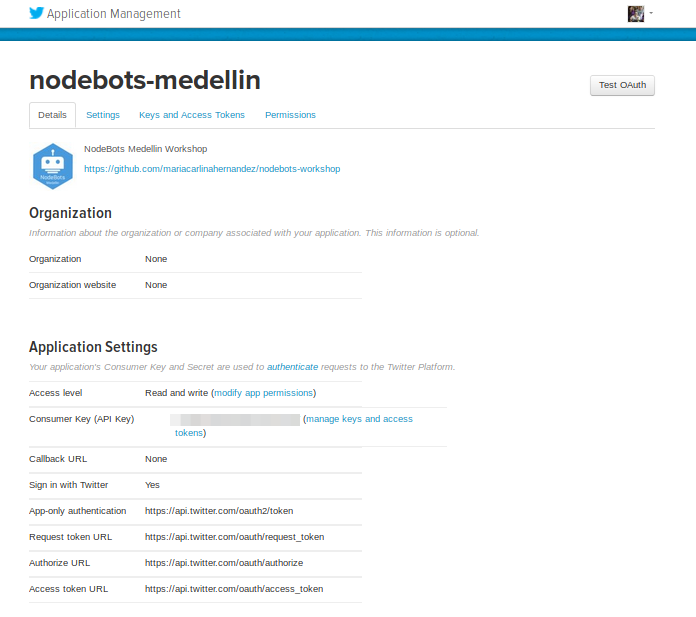 Application Management
nodebots-medellin
Test OAuth
Details Settings Keys and Access Tokens Permissions
NodeBots
NodeBots Medellin Workshop
https://github.com/mariacarlinahernandez/nodebots-workshop
Organization
Information about the organization or company associated with your application. This information is optional.
Organization None
Organization website None
Application Settings
Your application's Consumer Key and Secret are used to authenticate requests to the Twitter Platform.
Access level Read and write (modify app permissions)
Consumer Key (API Key) (manage keys and access
tokens)
Callback URL None
Sign in with Twitter Yes
App-only authentication https://api.twitter.com/oauth2/token
Request token URL https://api.twitter.com/oauth/request_token
Authorize URL https://api.twitter.com/oauth/authorize
Access token URL https://api.twitter.com/oauth/access_token